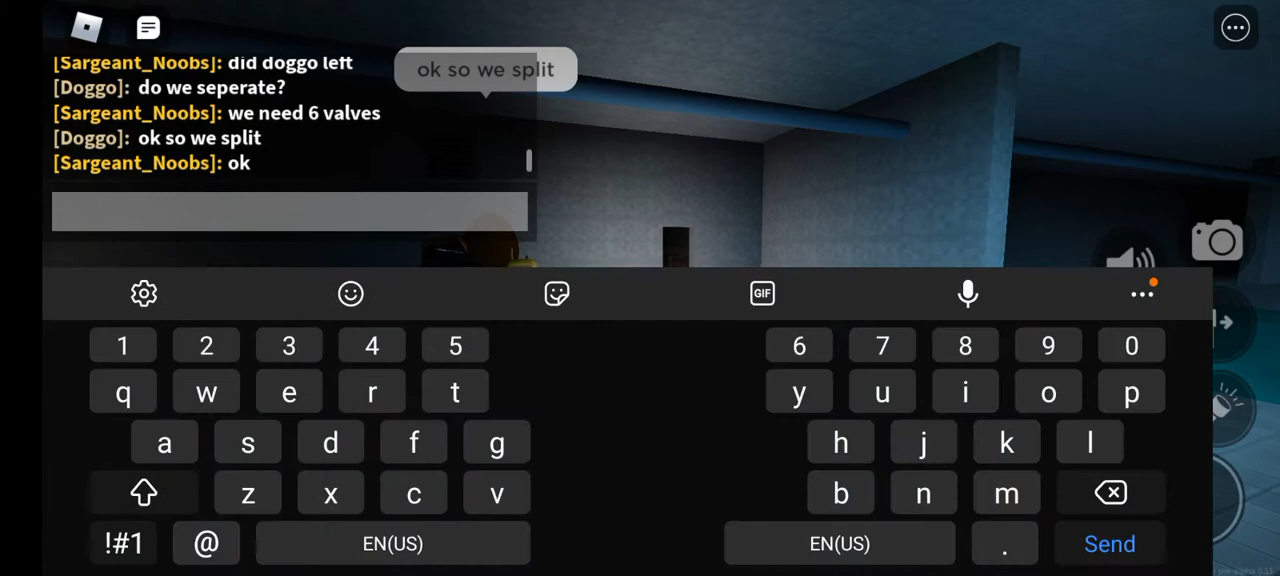 [Sargeant_Noobs]: did doggo left
ok so we split
[Doggo]: do we seperate?
[Sargeant_Noobs]: we need 6 valves
[Doggo]: ok so we split
[Sargeant_Noobs]: ok
GIF
1 2 3 4 5 6 7 8 9 0
q w e r t y u i o p
a s d f g h j k l
z x c v b n m
!#1 @ EN(US) EN(US) . Send